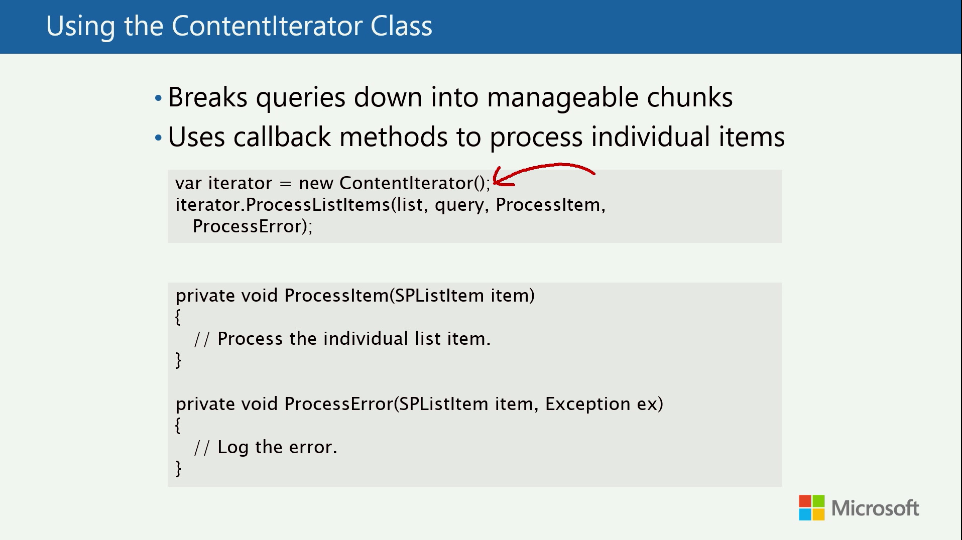 Using the ContentIterator Class
• Breaks queries down into manageable chunks
• Uses callback methods to process individual items
var iterator = new ContentIterator();
iterator.ProcessListItems(list, query, ProcessItem,
ProcessError);
private void ProcessItem(SPListItem item)
{
// Process the individual list item.
}
private void ProcessError(SPListItem item, Exception ex)
{
// Log the error.
}
Microsoft